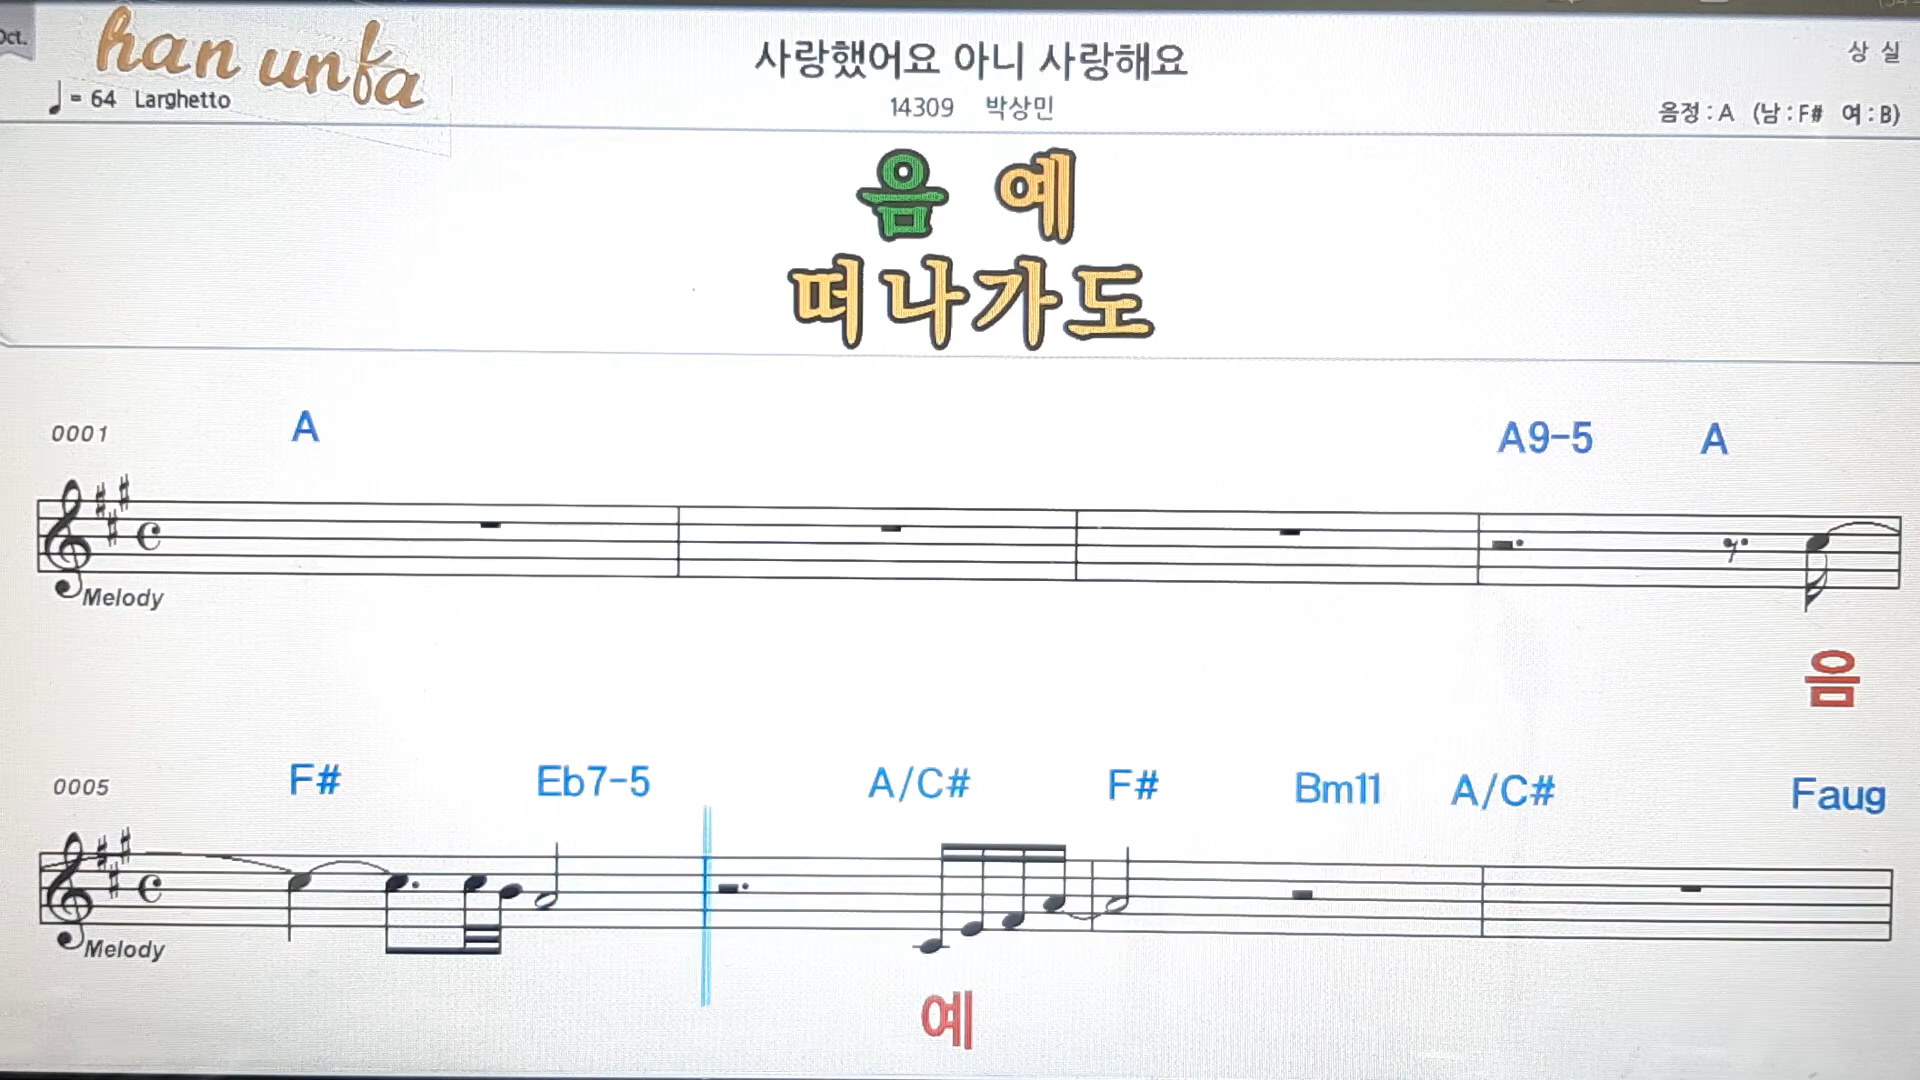 Oct.
han unfa
사랑했어요 아니 사랑해요
상 실
♩ = 64 Larghetto
14309 박상민
음정 : A (남 : F# 여 : B)
음 예
떠나가도
0001 A A9-5 A
Melody
음
0005 F# Eb7-5 A/C# F# Bm11 A/C# Faug
Melody
예